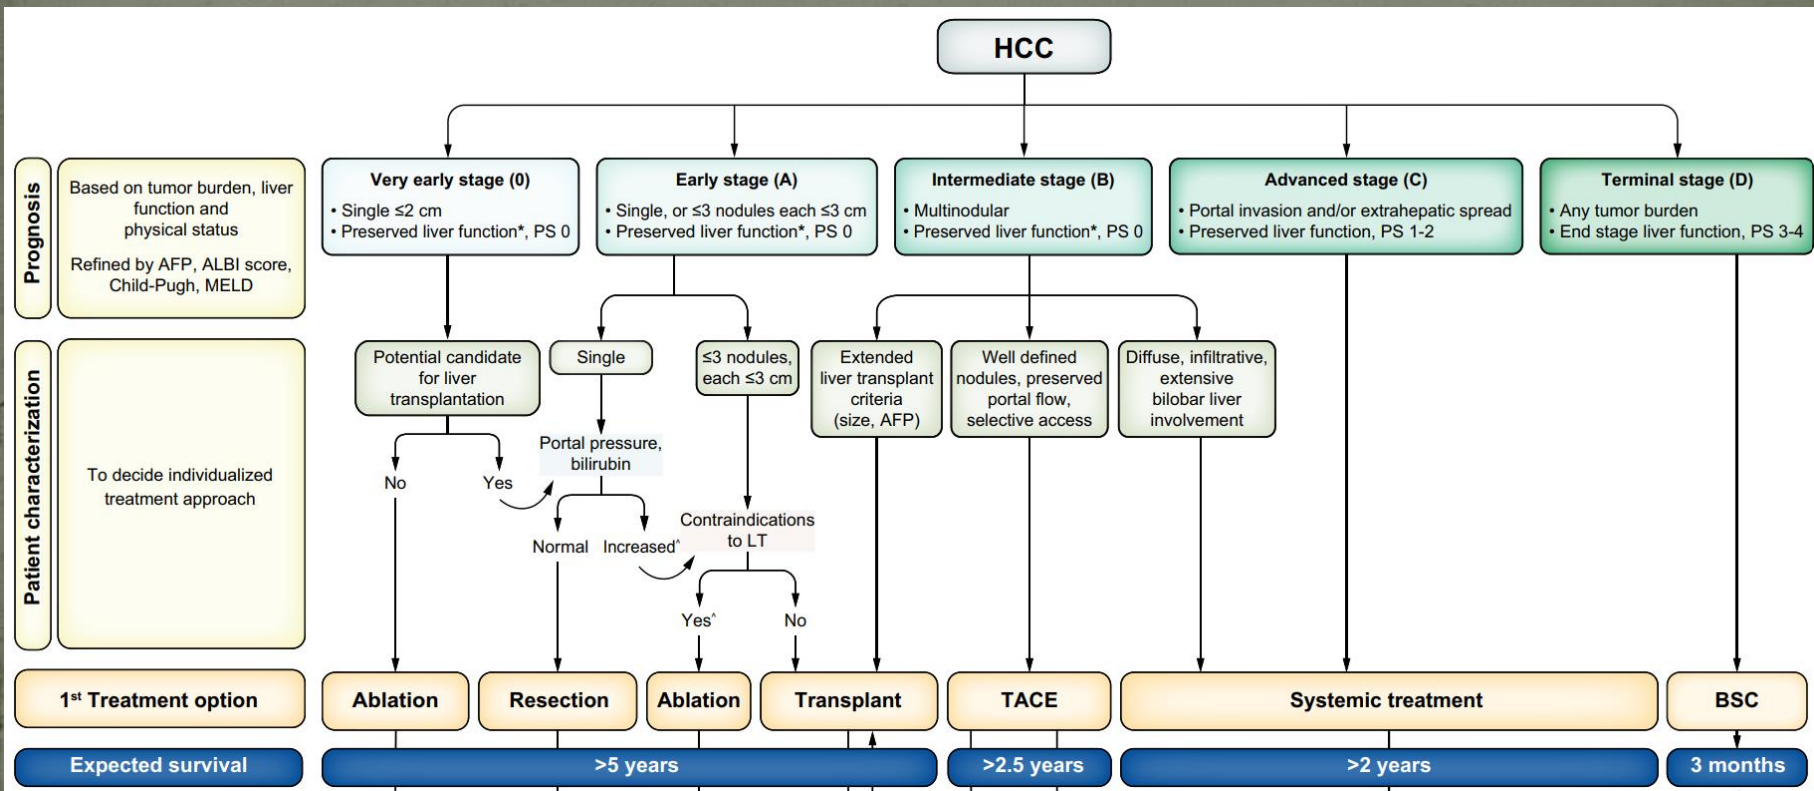 HCC
Prognosis
Based on tumor burden, liver
function and
physical status
Refined by AFP, ALBI score,
Child-Pugh, MELD
Very early stage (0)
• Single ≤2 cm
• Preserved liver function*, PS 0
Early stage (A)
• Single, or ≤3 nodules each ≤3 cm
• Preserved liver function*, PS 0
Intermediate stage (B)
• Multinodular
• Preserved liver function*, PS 0
Advanced stage (C)
• Portal invasion and/or extrahepatic spread
• Preserved liver function, PS 1-2
Terminal stage (D)
• Any tumor burden
• End stage liver function, PS 3-4
Patient characterization
To decide individualized
treatment approach
Potential candidate
for liver
transplantation
Single
≤3 nodules,
each ≤3 cm
Extended
liver transplant
criteria
(size, AFP)
Well defined
nodules, preserved
portal flow,
selective access
Diffuse, infiltrative,
extensive
bilobar liver
involvement
No
Yes
Portal pressure,
bilirubin
Normal
Increased^
Contraindications
to LT
Yes^
No
1st Treatment option
Ablation
Resection
Ablation
Transplant
TACE
Systemic treatment
BSC
Expected survival
>5 years
>2.5 years
>2 years
3 months